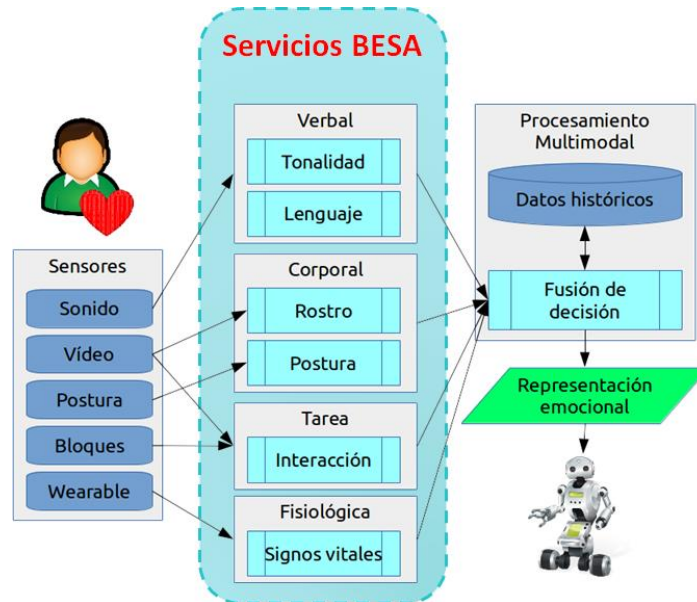 Servicios BESA
Sensores
Sonido
Vídeo
Postura
Bloques
Wearable
Verbal
Tonalidad
Lenguaje
Corporal
Rostro
Postura
Tarea
Interacción
Fisiológica
Signos vitales
Procesamiento
Multimodal
Datos históricos
Fusión de
decisión
Representación
emocional